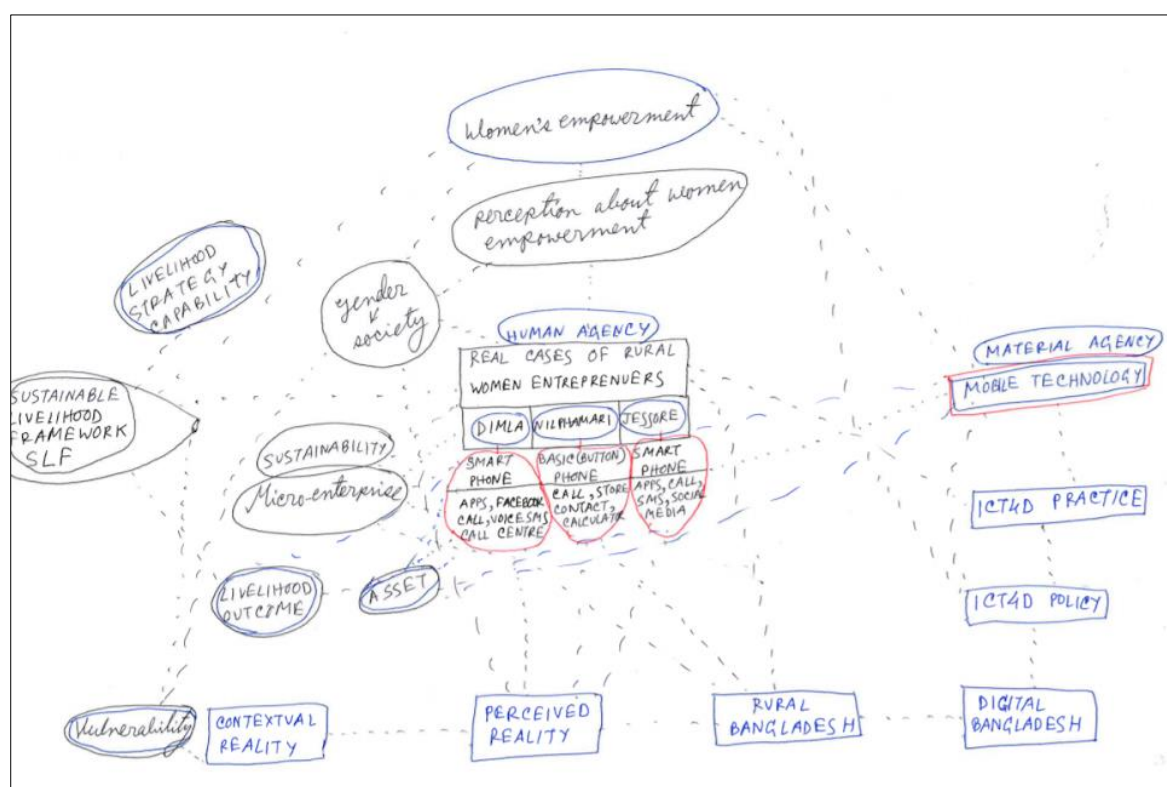 Women's empowerment
perception about women
empowerment
LIVELIHOOD
STRATEGY
CAPABILITY
gender
&
society
HUMAN AGENCY
REAL CASES OF RURAL
WOMEN ENTREPRENUERS
MATERIAL AGENCY
MOBILE TECHNOLOGY
SUSTAINABLE
LIVELIHOOD
FRAMEWORK
SLF
DIMLA
NILPHAMARI
JESSORE
SUSTAINABILITY
Micro-enterprise
SMART
PHONE
APPS, FACEBOOK
CALL, VOICE SMS
CALL CENTRE
BASIC (BUTTON)
PHONE
CALL, STORE
CONTACT,
CALCULATR
SMART
PHONE
APPS, CALL,
SMS, SOCIAL
MEDIA
ICT4D PRACTICE
LIVELIHOOD
OUTCOME
ASSET
ICT4D POLICY
Vulnerability
CONTEXTUAL
REALITY
PERCEIVED
REALITY
RURAL
BANGLADESH
DIGITAL
BANGLADESH